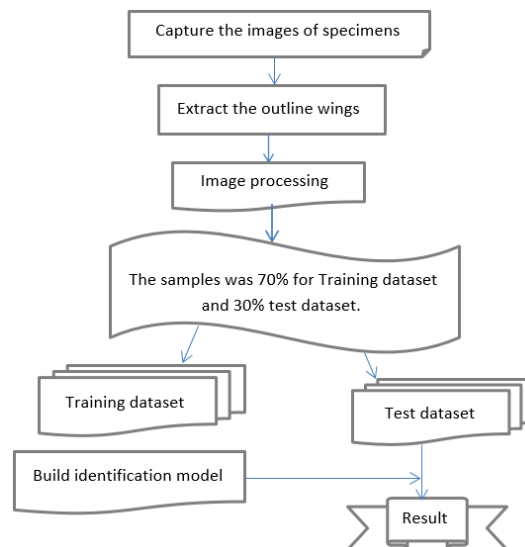 Capture the images of specimens
Extract the outline wings
Image processing
The samples was 70% for Training dataset
and 30% test dataset.
Training dataset
Test dataset
Build identification model
Result